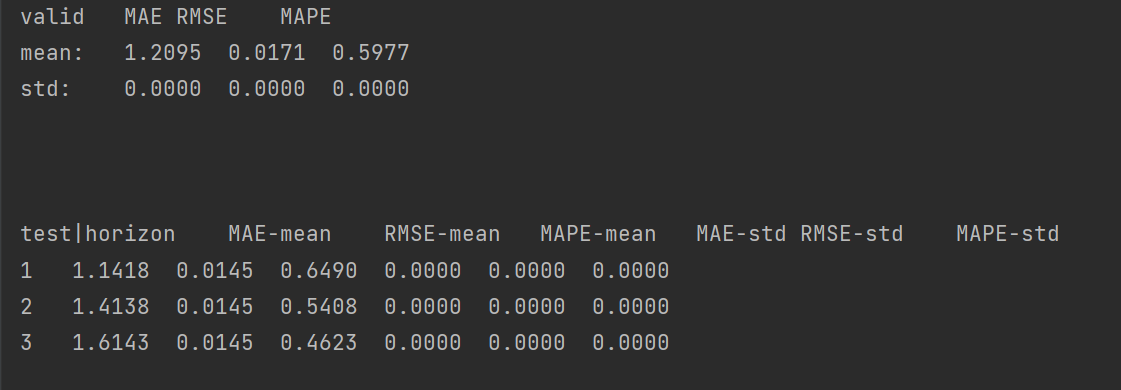 valid   MAE RMSE    MAPE
mean:   1.2095  0.0171  0.5977
std:    0.0000  0.0000  0.0000
test|horizon    MAE-mean    RMSE-mean   MAPE-mean   MAE-std RMSE-std    MAPE-std
1   1.1418  0.0145  0.6490  0.0000  0.0000  0.0000
2   1.4138  0.0145  0.5408  0.0000  0.0000  0.0000
3   1.6143  0.0145  0.4623  0.0000  0.0000  0.0000